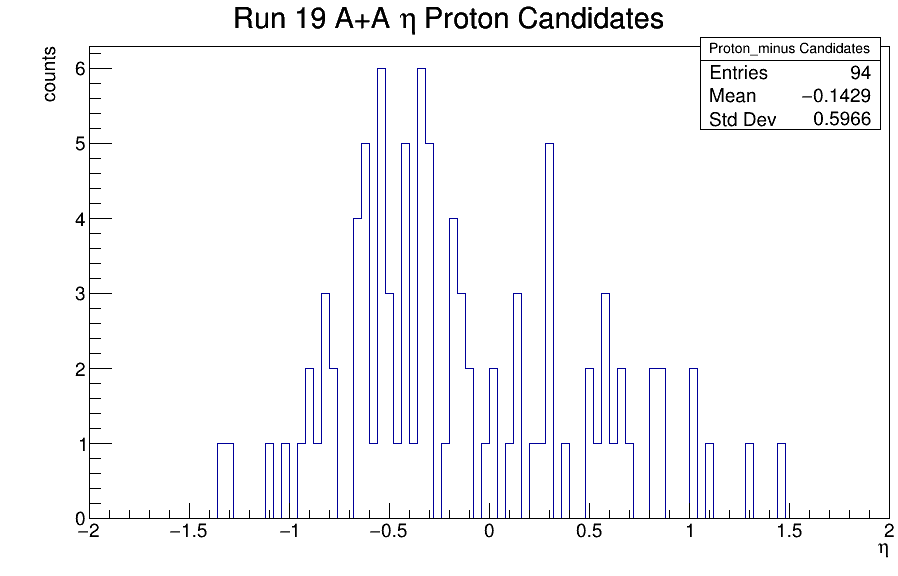 Run 19 A+A η Proton Candidates
counts
Proton_minus Candidates
Entries 94
Mean −0.1429
Std Dev 0.5966
6
5
4
3
2
1
0
−2 −1.5 −1 −0.5 0 0.5 1 1.5 2
η